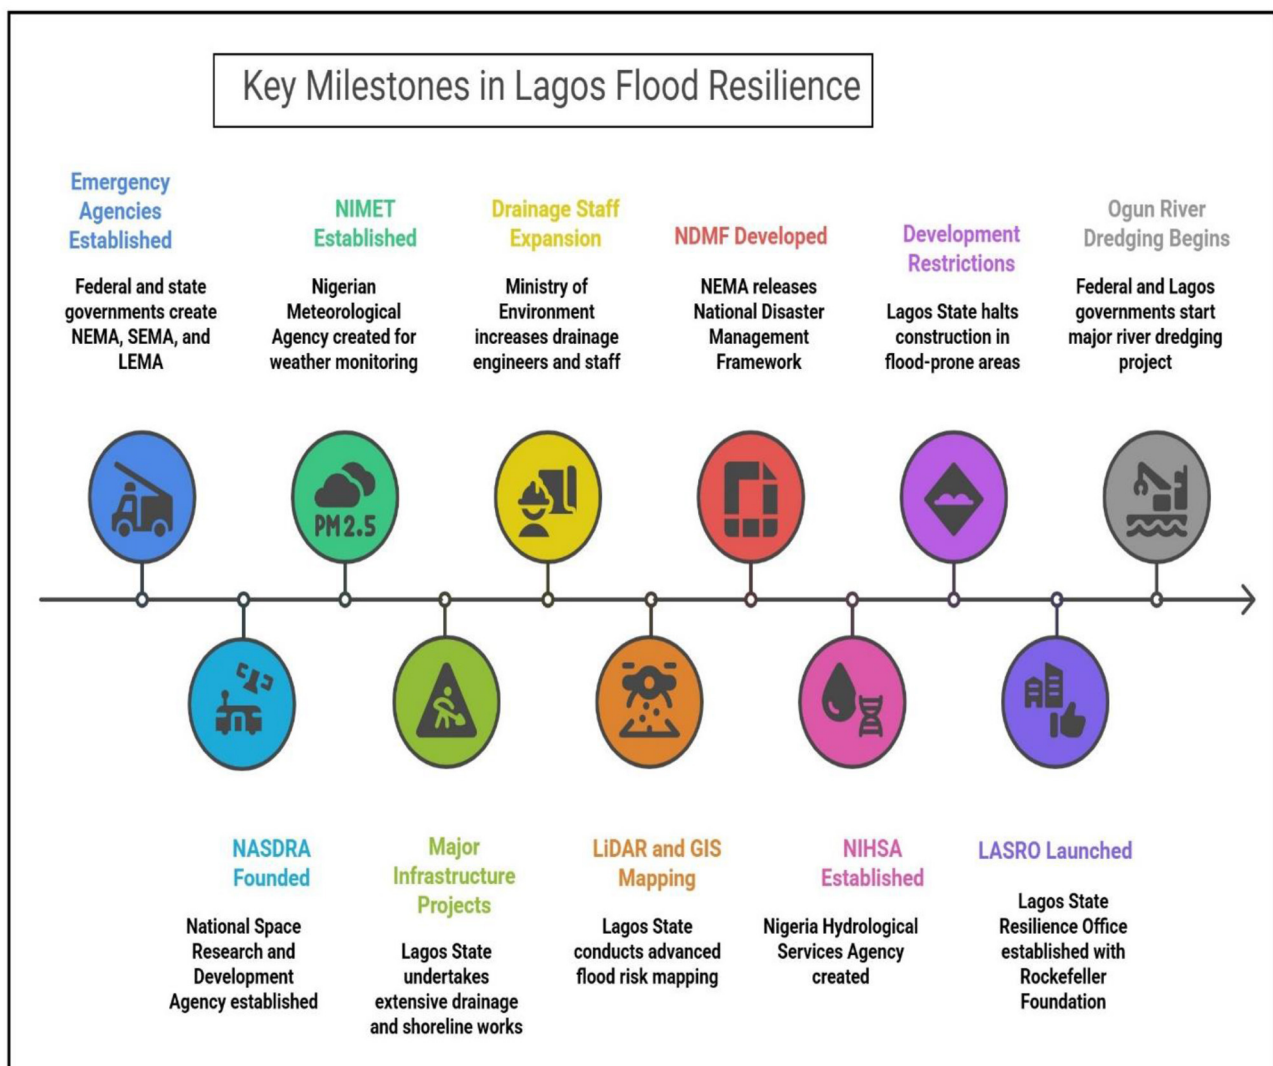 Key Milestones in Lagos Flood Resilience
Emergency
Agencies
Established
Federal and state
governments create
NEMA, SEMA, and
LEMA
NIMET
Established
Nigerian
Meteorological
Agency created for
weather monitoring
Drainage Staff
Expansion
Ministry of
Environment
increases drainage
engineers and staff
NDMF Developed
NEMA releases
National Disaster
Management
Framework
Development
Restrictions
Lagos State halts
construction in
flood-prone areas
Ogun River
Dredging Begins
Federal and Lagos
governments start
major river dredging
project
PM2.5
NASDRA
Founded
National Space
Research and
Development
Agency established
Major
Infrastructure
Projects
Lagos State
undertakes
extensive drainage
and shoreline works
LiDAR and GIS
Mapping
Lagos State
conducts advanced
flood risk mapping
NIHSA
Established
Nigeria Hydrological
Services Agency
created
LASRO Launched
Lagos State
Resilience Office
established with
Rockefeller
Foundation